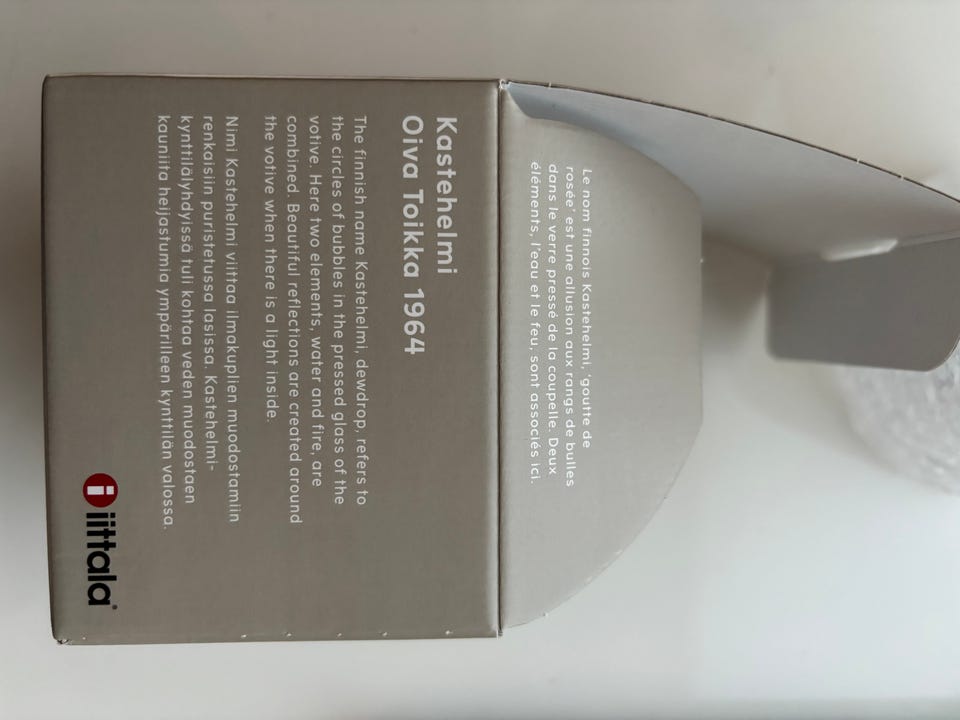 Le nom finnois Kastehelmi, 'goutte de
rosée' est une allusion aux rangs de bulles
dans le verre pressé de la coupelle. Deux
éléments, l'eau et le feu, sont associés ici.
Kastehelmi
Oiva Toikka 1964
The finnish name Kastehelmi, dewdrop, refers to
the circles of bubbles in the pressed glass of the
votive. Here two elements, water and fire, are
combined. Beautiful reflections are created around
the votive when there is a light inside.
Nimi Kastehelmi viittaa ilmakuplien muodostamiin
renkaisiin puristetussa lasissa. Kastehelmi-
kynttilälyhdyissä tuli kohtaa veden muodostaen
kauniita heijastumia ympärilleen kynttilän valossa.
i iittala®